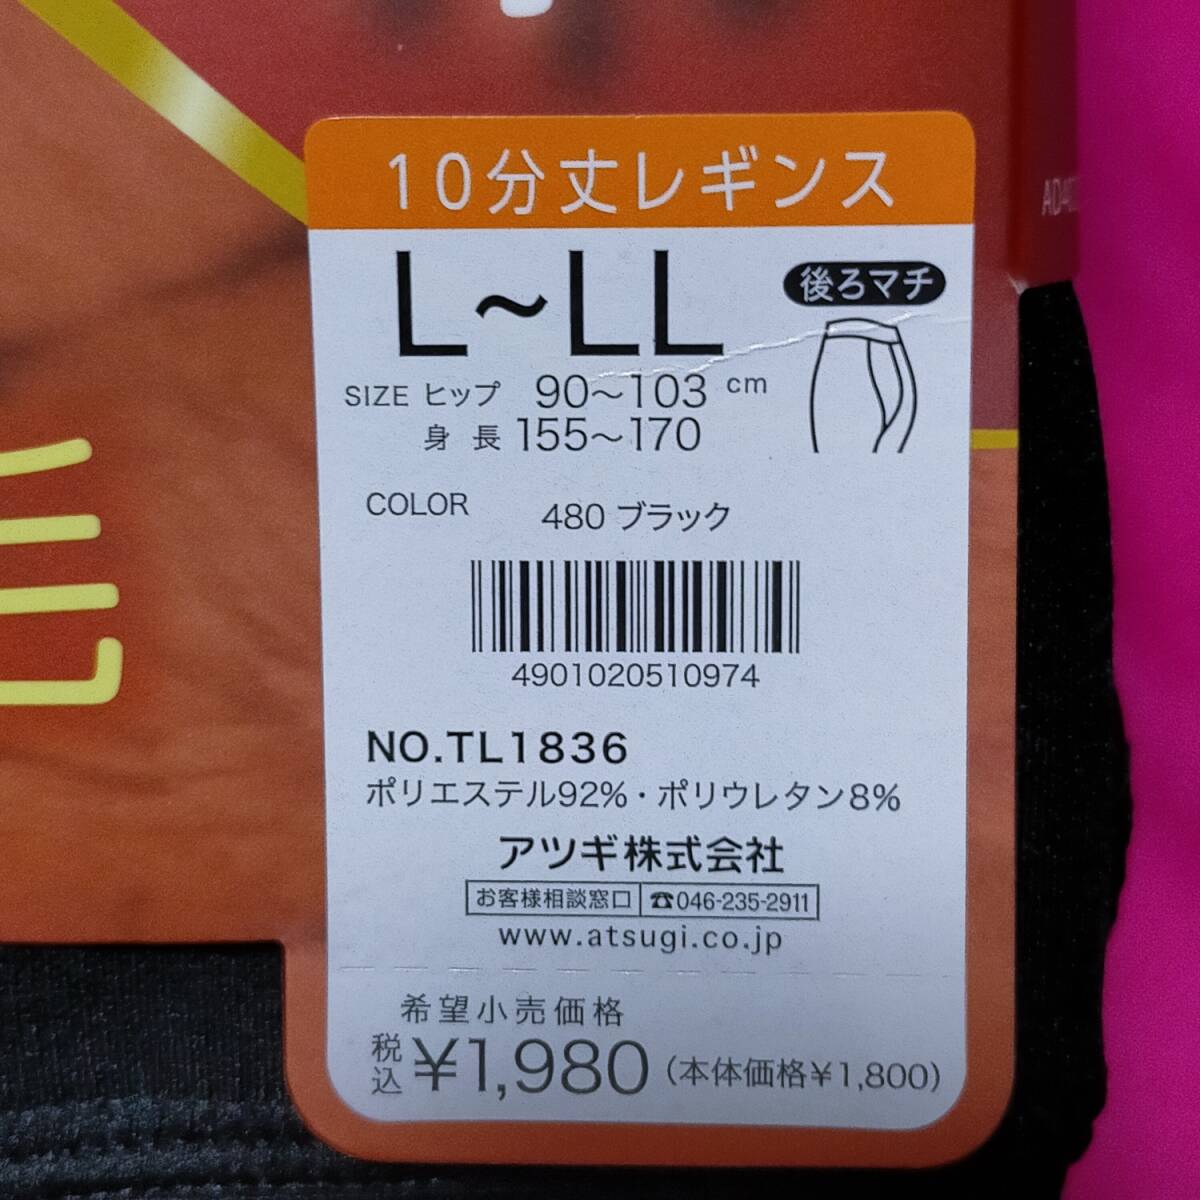 10分丈レギンス
L~LL
後ろマチ
SIZE ヒップ 90~103 cm
身長 155~170
COLOR 480 ブラック
4901020510974
NO.TL1836
ポリエステル92%・ポリウレタン8%
アツギ株式会社
お客様相談窓口 ☎046-235-2911
www.atsugi.co.jp
希望小売価格
税込 ¥1,980 (本体価格¥1,800)